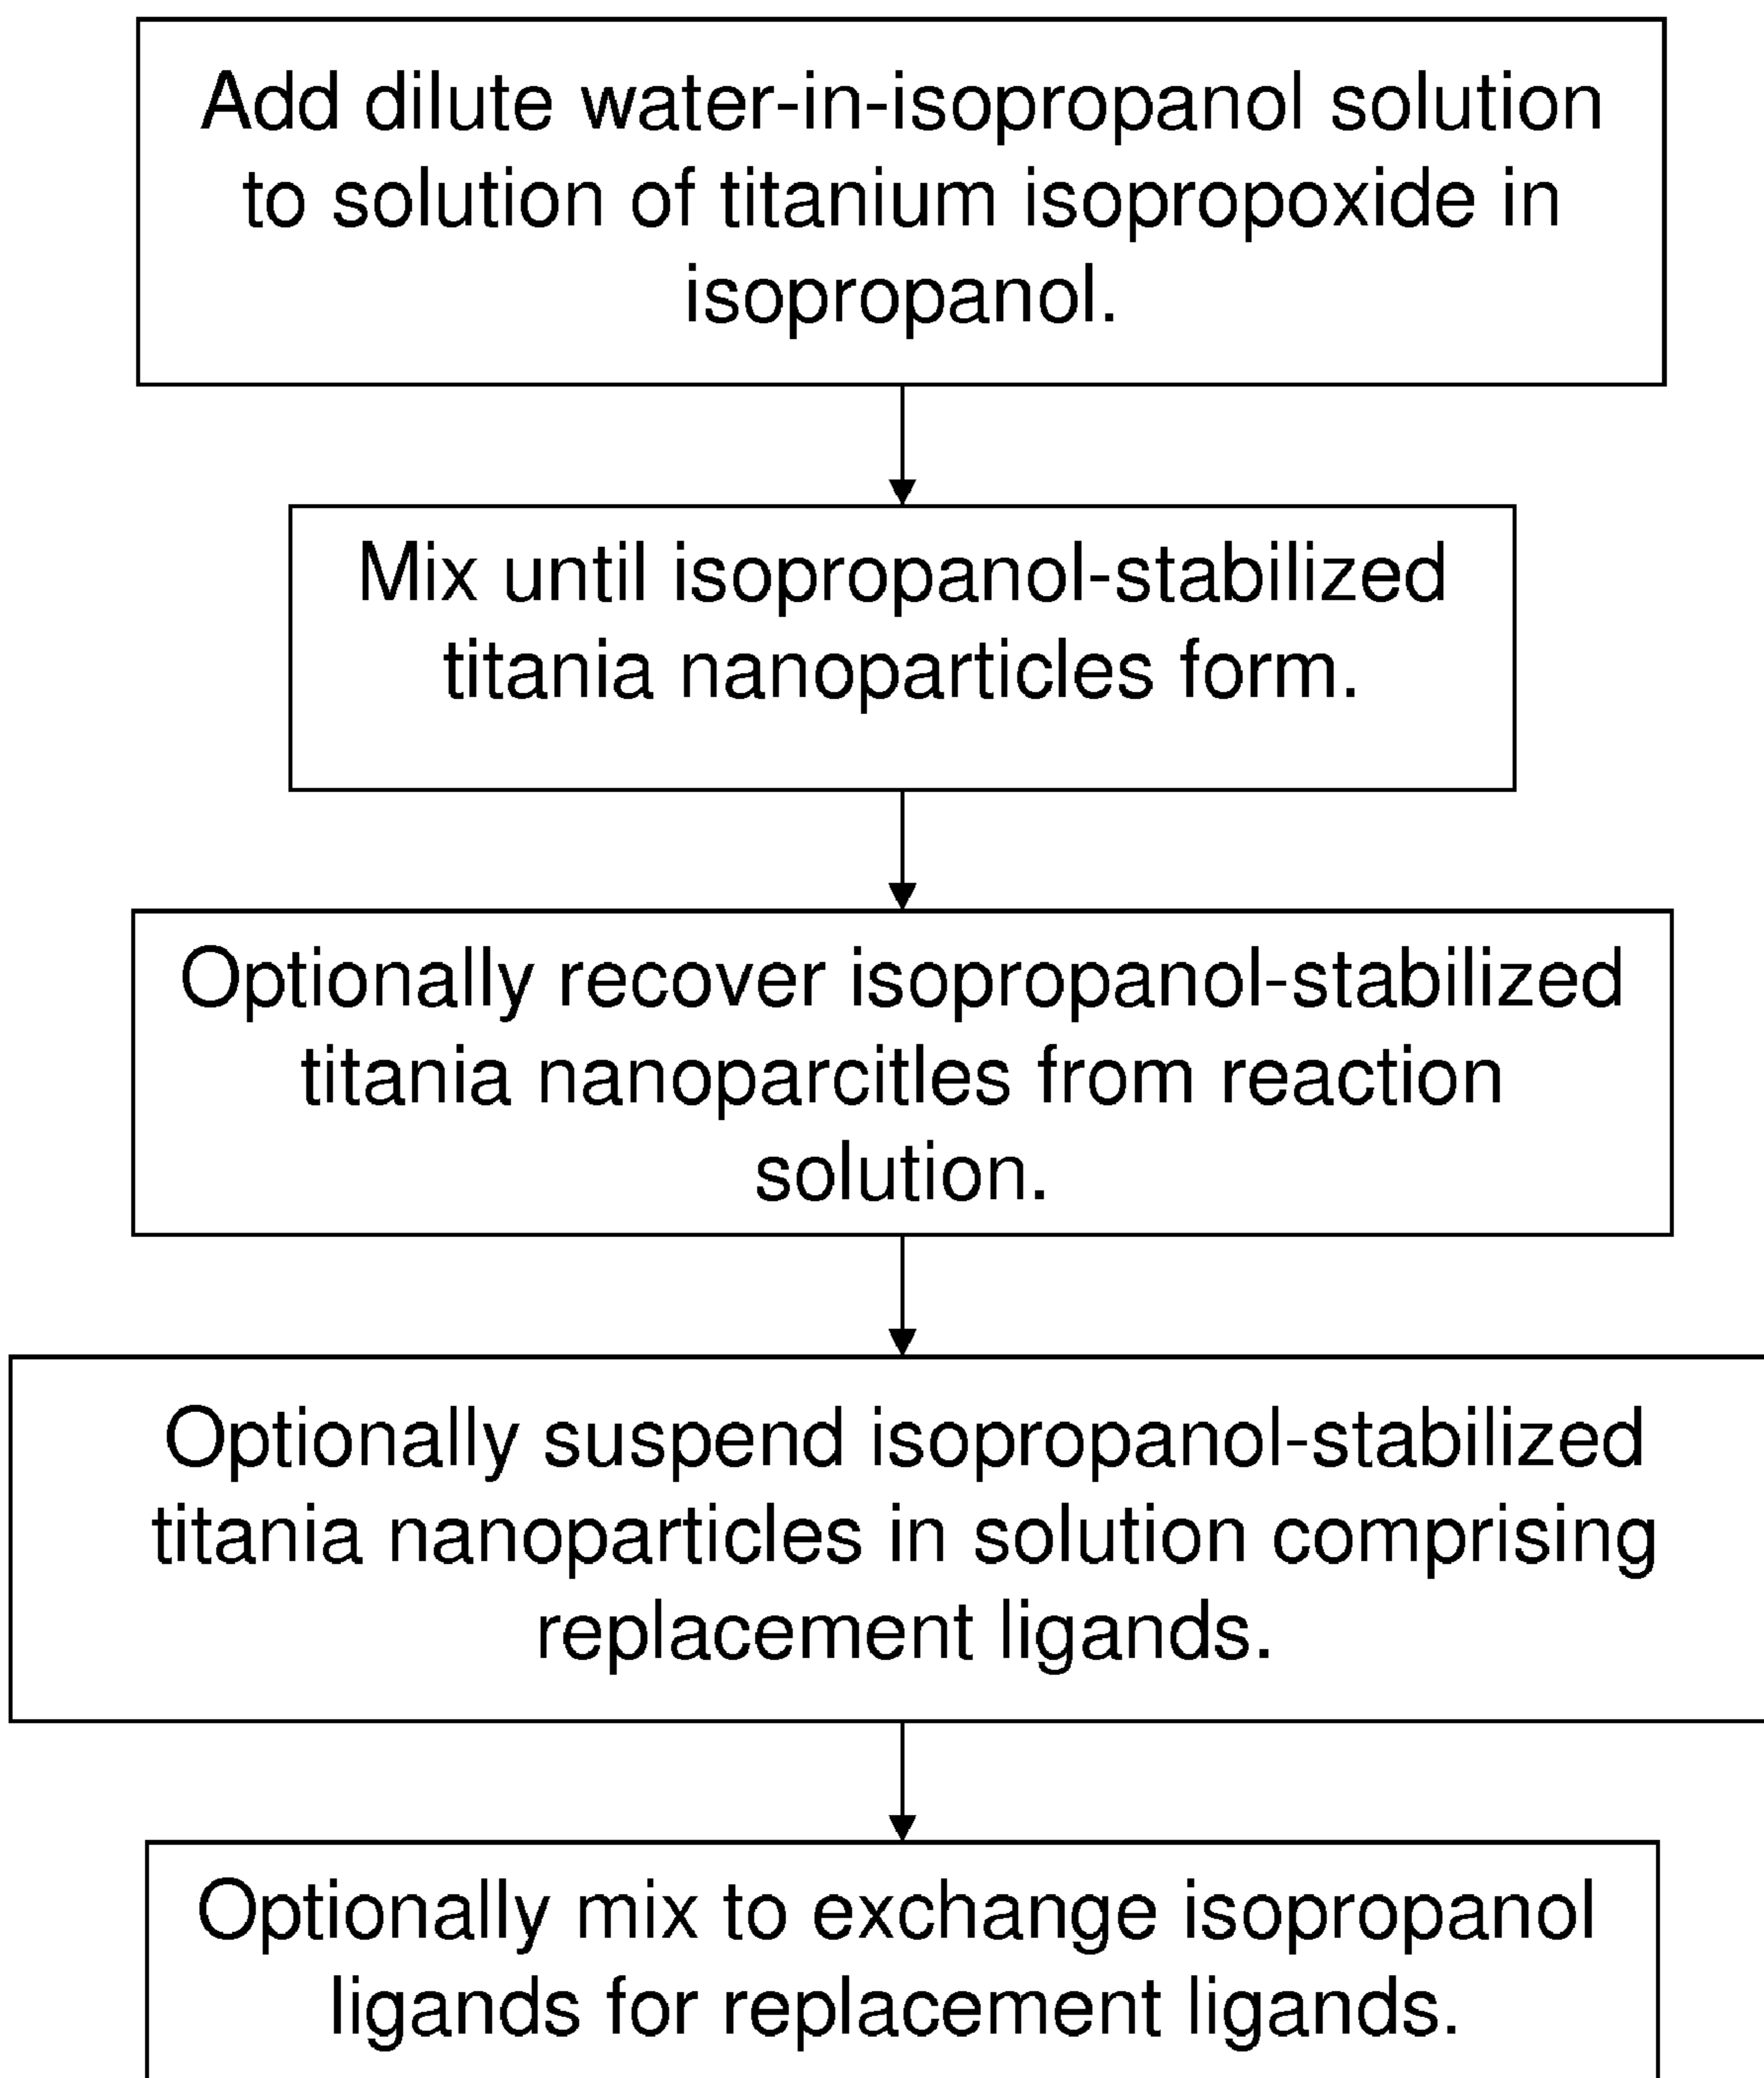 Add dilute water-in-isopropanol solution
to solution of titanium isopropoxide in
isopropanol.
Mix until isopropanol-stabilized
titania nanoparticles form.
Optionally recover isopropanol-stabilized
titania nanoparcitles from reaction
solution.
Optionally suspend isopropanol-stabilized
titania nanoparticles in solution comprising
replacement ligands.
Optionally mix to exchange isopropanol
ligands for replacement ligands.